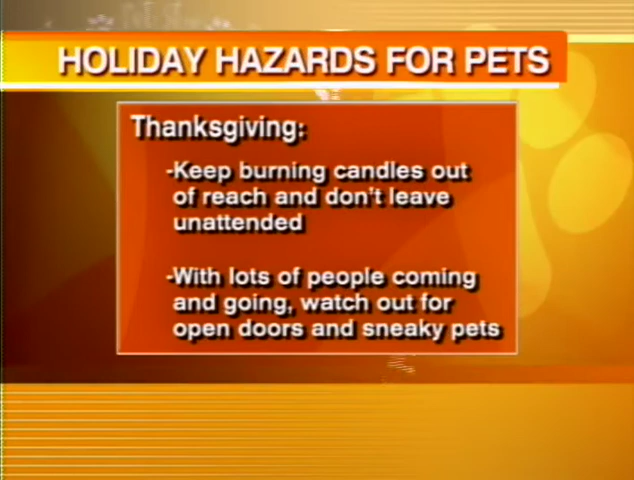 HOLIDAY HAZARDS FOR PETS
Thanksgiving:
-Keep burning candles out
of reach and don't leave
unattended
-With lots of people coming
and going, watch out for
open doors and sneaky pets